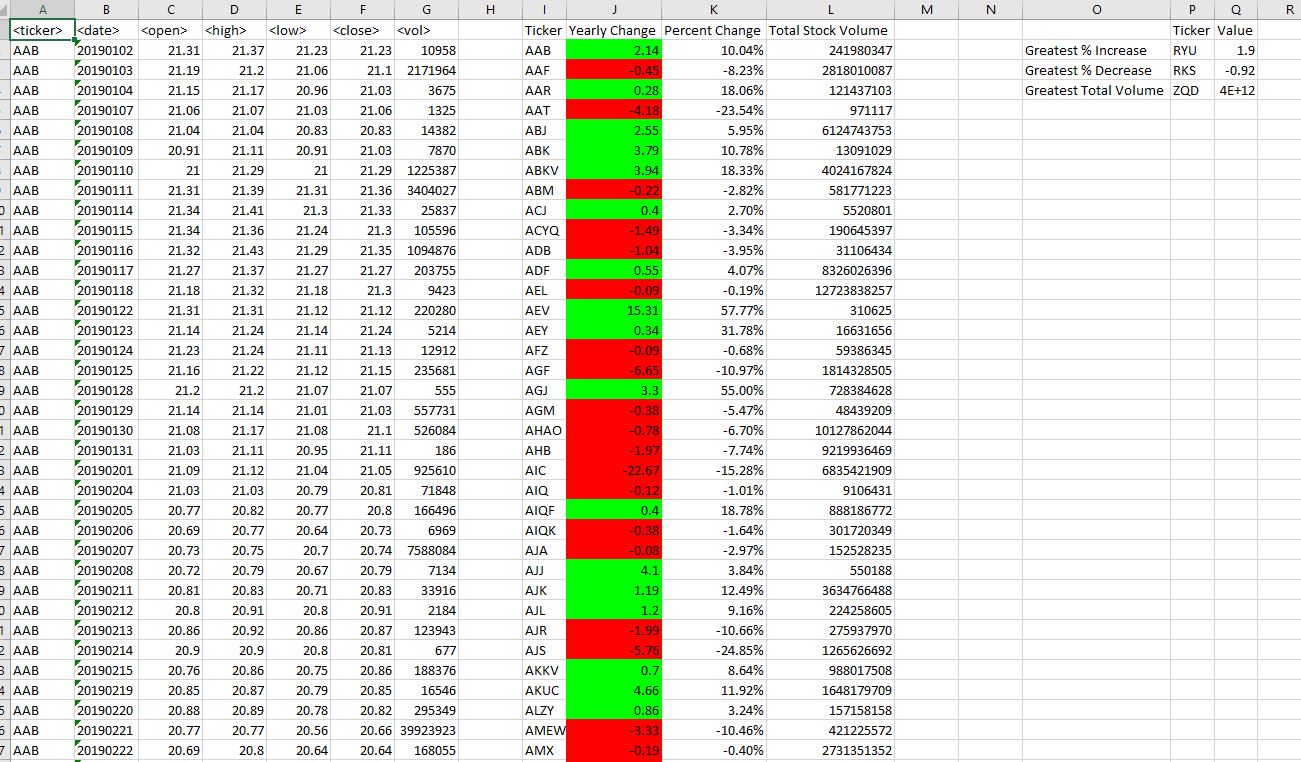 A B C D E F G H I J K L M N O P Q R
<ticker> <date> <open> <high> <low> <close> <vol> Ticker Yearly Change Percent Change Total Stock Volume Ticker Value
AAB 20190102 21.31 21.37 21.23 21.23 10958 AAB 2.14 10.04% 241980347 Greatest % Increase RYU 1.9
AAB 20190103 21.19 21.2 21.06 21.1 2171964 AAF -0.45 -8.23% 2818010087 Greatest % Decrease RKS -0.92
AAB 20190104 21.15 21.17 20.96 21.03 3675 AAR 0.28 18.06% 121437103 Greatest Total Volume ZQD 4E+12
AAB 20190107 21.06 21.07 21.03 21.06 1325 AAT -4.18 -23.54% 971117
AAB 20190108 21.04 21.04 20.83 20.83 14382 ABJ 2.55 5.95% 6124743753
AAB 20190109 20.91 21.11 20.91 21.03 7870 ABK 3.79 10.78% 13091029
AAB 20190110 21 21.29 21 21.29 1225387 ABKV 3.94 18.33% 4024167824
AAB 20190111 21.31 21.39 21.31 21.36 3404027 ABM -0.22 -2.82% 581771223
AAB 20190114 21.34 21.41 21.3 21.33 25837 ACJ 0.4 2.70% 5520801
AAB 20190115 21.34 21.36 21.24 21.3 105596 ACYQ -1.49 -3.34% 190645397
AAB 20190116 21.32 21.43 21.29 21.35 1094876 ADB -1.04 -3.95% 31106434
AAB 20190117 21.27 21.37 21.27 21.27 203755 ADF 0.55 4.07% 8326026396
AAB 20190118 21.18 21.32 21.18 21.3 9423 AEL -0.09 -0.19% 12723838257
AAB 20190122 21.31 21.31 21.12 21.12 220280 AEV 15.31 57.77% 310625
AAB 20190123 21.14 21.24 21.14 21.24 5214 AEY 0.34 31.78% 16631656
AAB 20190124 21.23 21.24 21.11 21.13 12912 AFZ -0.09 -0.68% 59386345
AAB 20190125 21.16 21.22 21.12 21.15 235681 AGF -6.65 -10.97% 1814328505
AAB 20190128 21.2 21.2 21.07 21.07 555 AGJ 3.3 55.00% 728384628
AAB 20190129 21.14 21.14 21.01 21.03 557731 AGM -0.38 -5.47% 48439209
AAB 20190130 21.08 21.17 21.08 21.1 526084 AHAO -0.78 -6.70% 10127862044
AAB 20190131 21.03 21.11 20.95 21.11 186 AHB -1.97 -7.74% 9219936469
AAB 20190201 21.09 21.12 21.04 21.05 925610 AIC -22.67 -15.28% 6835421909
AAB 20190204 21.03 21.03 20.79 20.81 71848 AIQ -0.12 -1.01% 9106431
AAB 20190205 20.77 20.82 20.77 20.8 166496 AIQF 0.4 18.78% 888186772
AAB 20190206 20.69 20.77 20.64 20.73 6969 AIQK -0.38 -1.64% 301720349
AAB 20190207 20.73 20.75 20.7 20.74 7588084 AJA -0.08 -2.97% 152528235
AAB 20190208 20.72 20.79 20.67 20.79 7134 AJJ 4.1 3.84% 550188
AAB 20190211 20.81 20.83 20.71 20.83 33916 AJK 1.19 12.49% 3634766488
AAB 20190212 20.8 20.91 20.8 20.91 2184 AJL 1.2 9.16% 224258605
AAB 20190213 20.86 20.92 20.86 20.87 123943 AJR -1.99 -10.66% 275937970
AAB 20190214 20.9 20.9 20.8 20.81 677 AJS -5.76 -24.85% 1265626692
AAB 20190215 20.76 20.86 20.75 20.86 188376 AKKV 0.7 8.64% 988017508
AAB 20190219 20.85 20.87 20.79 20.85 16546 AKUC 4.66 11.92% 1648179709
AAB 20190220 20.88 20.89 20.78 20.82 295349 ALZY 0.86 3.24% 157158158
AAB 20190221 20.77 20.77 20.56 20.66 39923923 AMEW -3.33 -10.46% 421225572
AAB 20190222 20.69 20.8 20.64 20.64 168055 AMX -0.19 -0.40% 2731351352